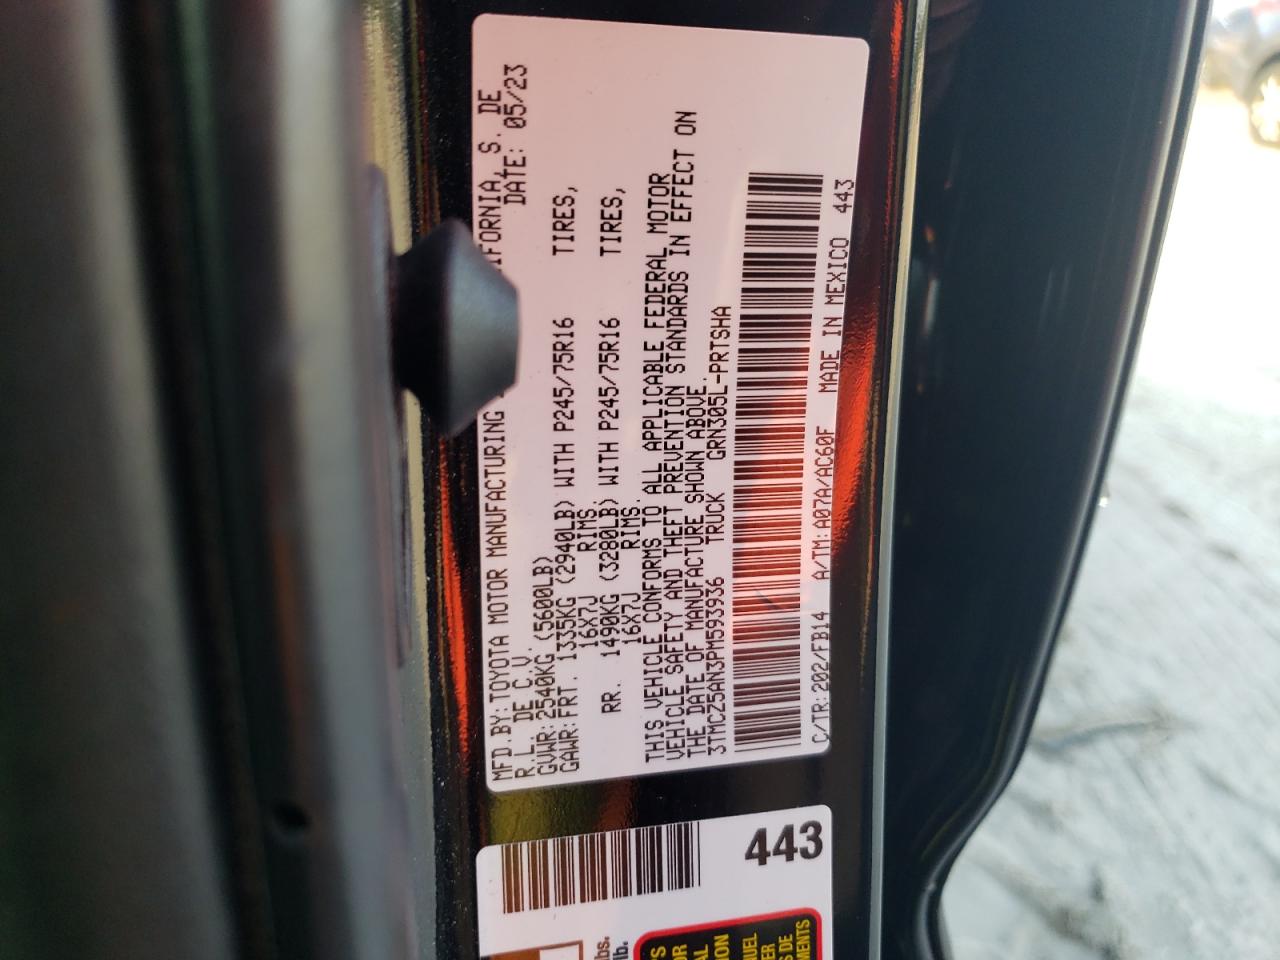 MFD.BY:TOYOTA MOTOR MANUFACTURING IFORNIA, S. DE
R.L. DE C.V. DATE: 05/23
GVWR:2540KG (5600LB)
GAWR:FRT. 1335KG (2940LB) WITH P245/75R16 TIRES,
16X7J RIMS.
RR. 1490KG (3280LB) WITH P245/75R16 TIRES,
16X7J RIMS.
THIS VEHICLE CONFORMS TO ALL APPLICABLE FEDERAL MOTOR
VEHICLE SAFETY AND THEFT PREVENTION STANDARDS IN EFFECT ON
THE DATE OF MANUFACTURE SHOWN ABOVE.
3TMCZ5AN3PM593936 TRUCK GRN305L-PRTSHA
C/TR:202/FB14 A/TM:A07A/AC60F MADE IN MEXICO 443
443